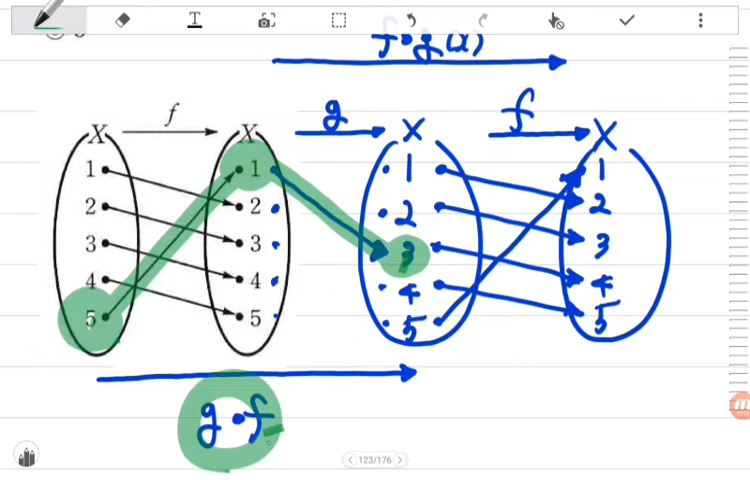 T
f∘g(x)
f g f
X X X X
1 1 1 1
2 2 2 2
3 3 3 3
4 4 4 4
5 5 5 5
g∘f
123/176